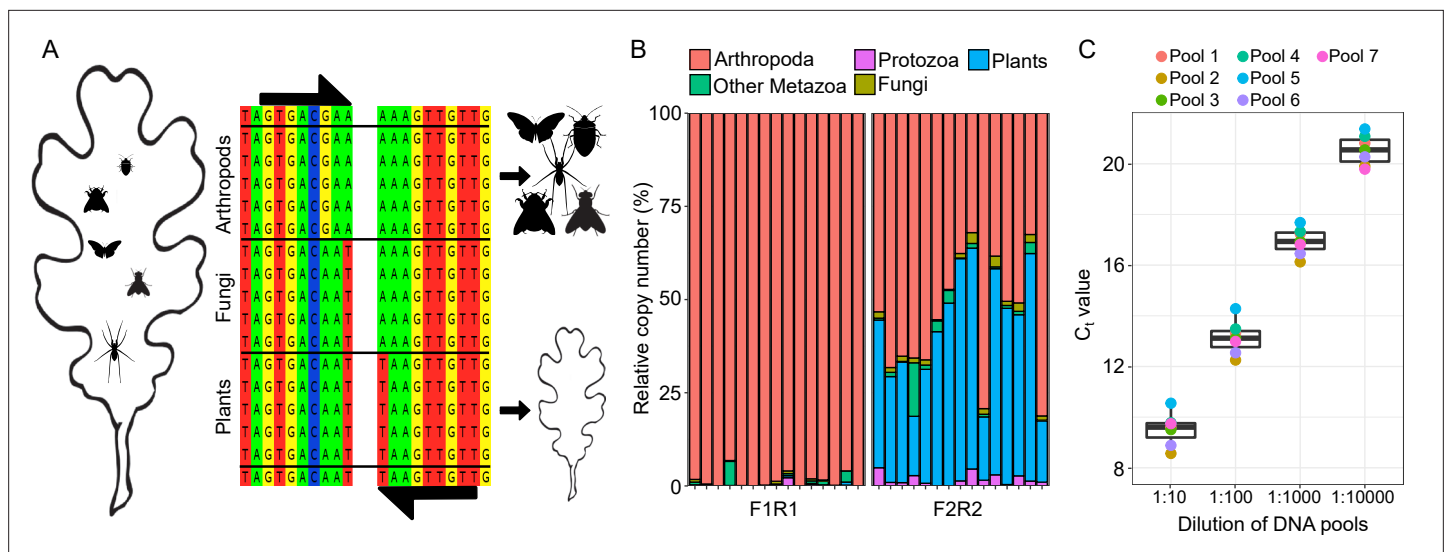 A
Arthropods
Fungi
Plants
TAGTGACGAA AAAGTTGTTG
TAGTGACGAA AAAGTTGTTG
TAGTGACGAA AAAGTTGTTG
TAGTGACGAA AAAGTTGTTG
TAGTGACGAA AAAGTTGTTG
TAGTGACGAA AAAGTTGTTG
TAGTGACAAT AAAGTTGTTG
TAGTGACAAT AAAGTTGTTG
TAGTGACAAT AAAGTTGTTG
TAGTGACAAT AAAGTTGTTG
TAGTGACAAT AAAGTTGTTG
TAGTGACAAT TAAGTTGTTG
TAGTGACAAT TAAGTTGTTG
TAGTGACAAT TAAGTTGTTG
TAGTGACAAT TAAGTTGTTG
TAGTGACAAT TAAGTTGTTG
TAGTGACAAT TAAGTTGTTG
B
Arthropoda Protozoa Plants
Other Metazoa Fungi
Relative copy number (%)
100
75
50
25
0
F1R1 F2R2
C
Pool 1 Pool 4 Pool 7
Pool 2 Pool 5
Pool 3 Pool 6
Ct value
20
16
12
8
1:10 1:100 1:1000 1:10000
Dilution of DNA pools